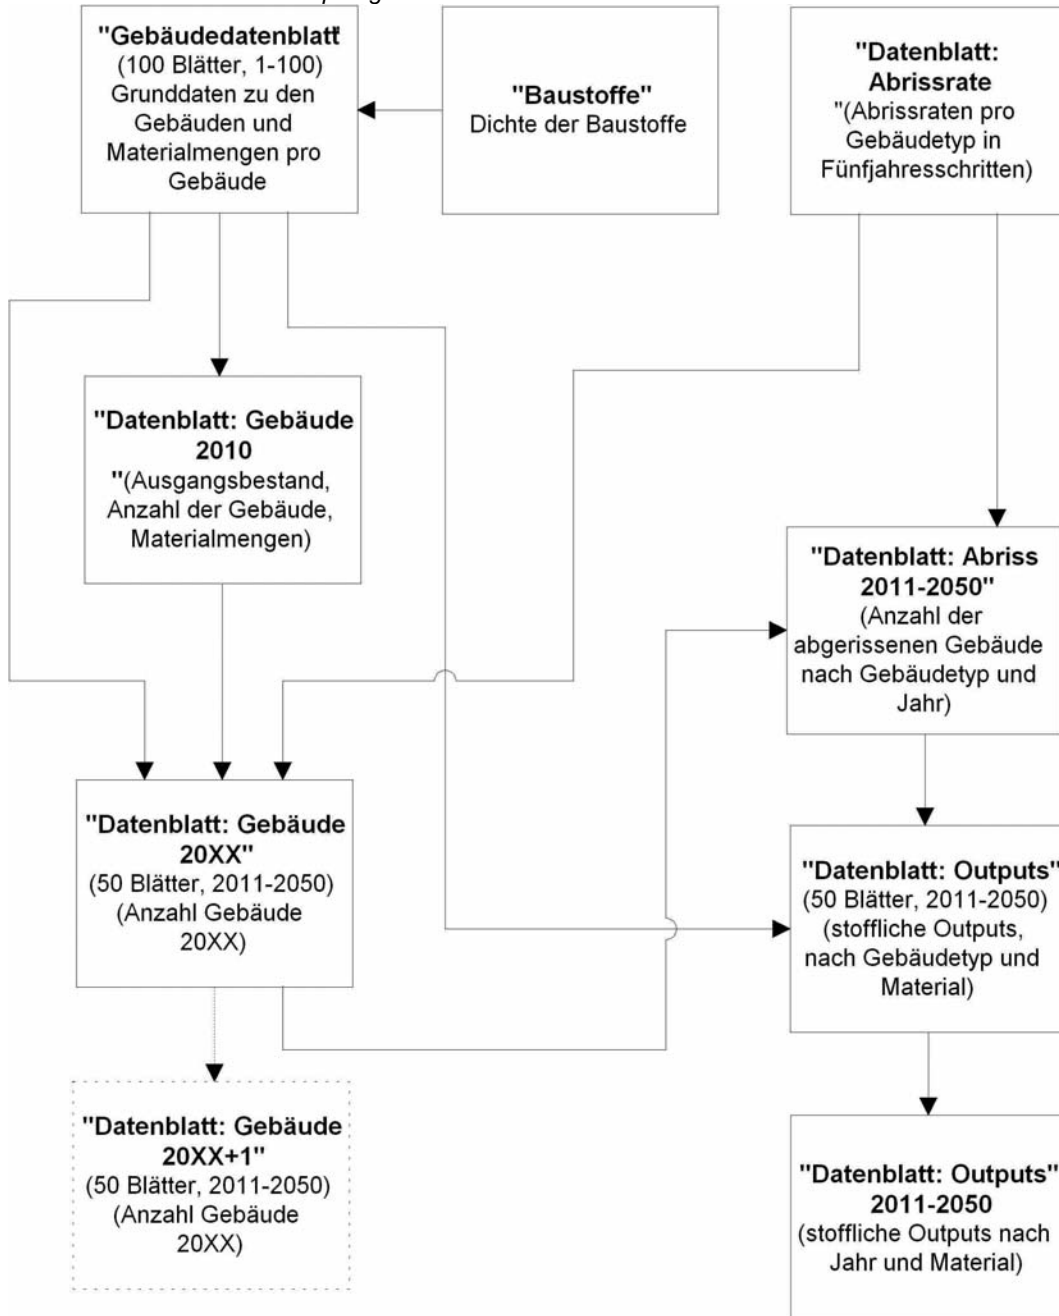 "Gebäudedatenblatt"
(100 Blätter, 1-100)
Grunddaten zu den
Gebäuden und
Materialmengen pro
Gebäude
"Baustoffe"
Dichte der Baustoffe
"Datenblatt:
Abrissrate
"(Abrissraten pro
Gebäudetyp in
Fünfjahresschritten)
"Datenblatt: Gebäude
2010
"(Ausgangsbestand,
Anzahl der Gebäude,
Materialmengen)
"Datenblatt: Abriss
2011-2050"
(Anzahl der
abgerissenen Gebäude
nach Gebäudetyp und
Jahr)
"Datenblatt: Gebäude
20XX"
(50 Blätter, 2011-2050)
(Anzahl Gebäude
20XX)
"Datenblatt: Outputs"
(50 Blätter, 2011-2050)
(stoffliche Outputs,
nach Gebäudetyp und
Material)
"Datenblatt: Gebäude
20XX+1"
(50 Blätter, 2011-2050)
(Anzahl Gebäude
20XX)
"Datenblatt: Outputs"
2011-2050
(stoffliche Outputs nach
Jahr und Material)